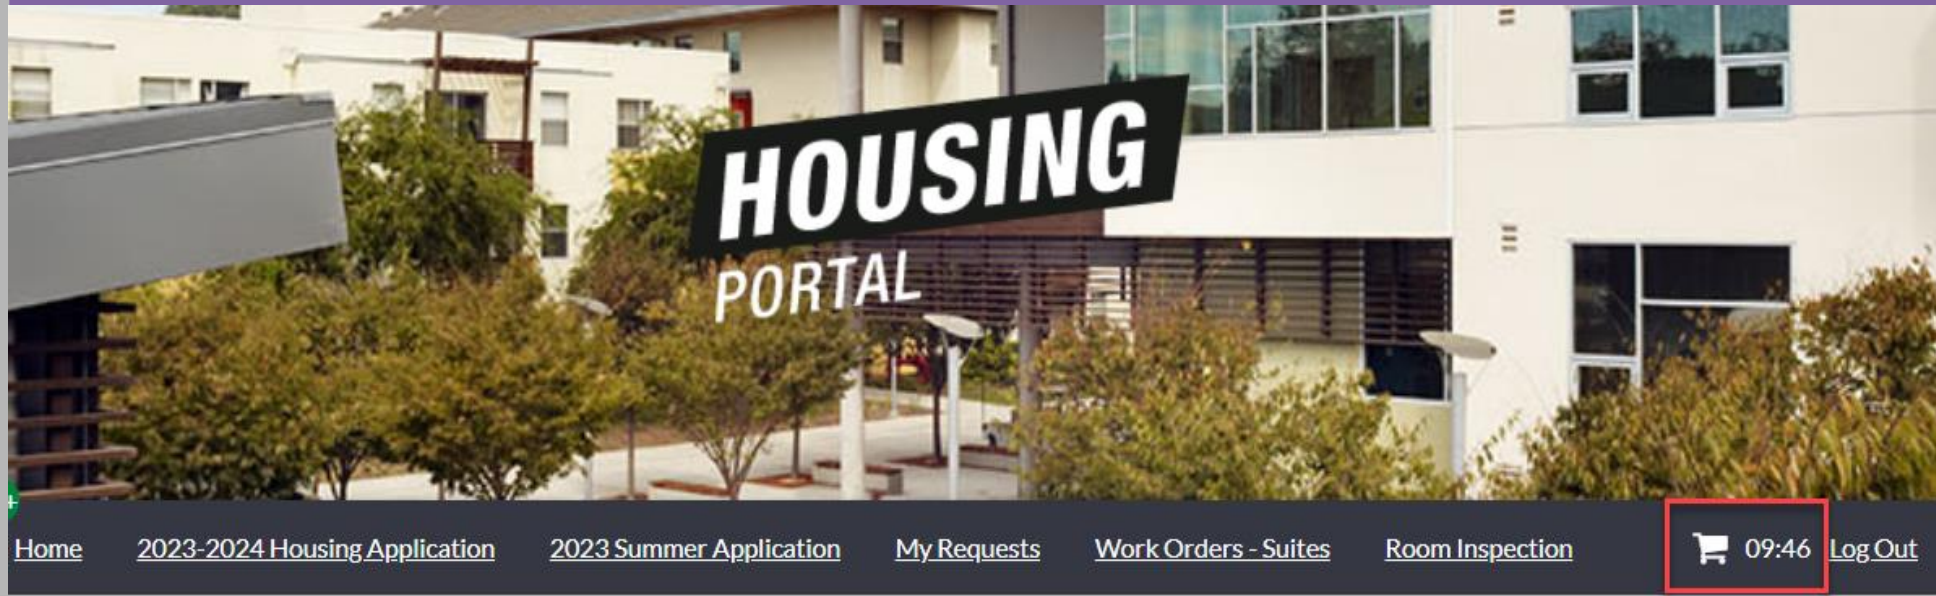 HOUSING
PORTAL
Home 2023-2024 Housing Application 2023 Summer Application My Requests Work Orders - Suites Room Inspection 09:46 Log Out